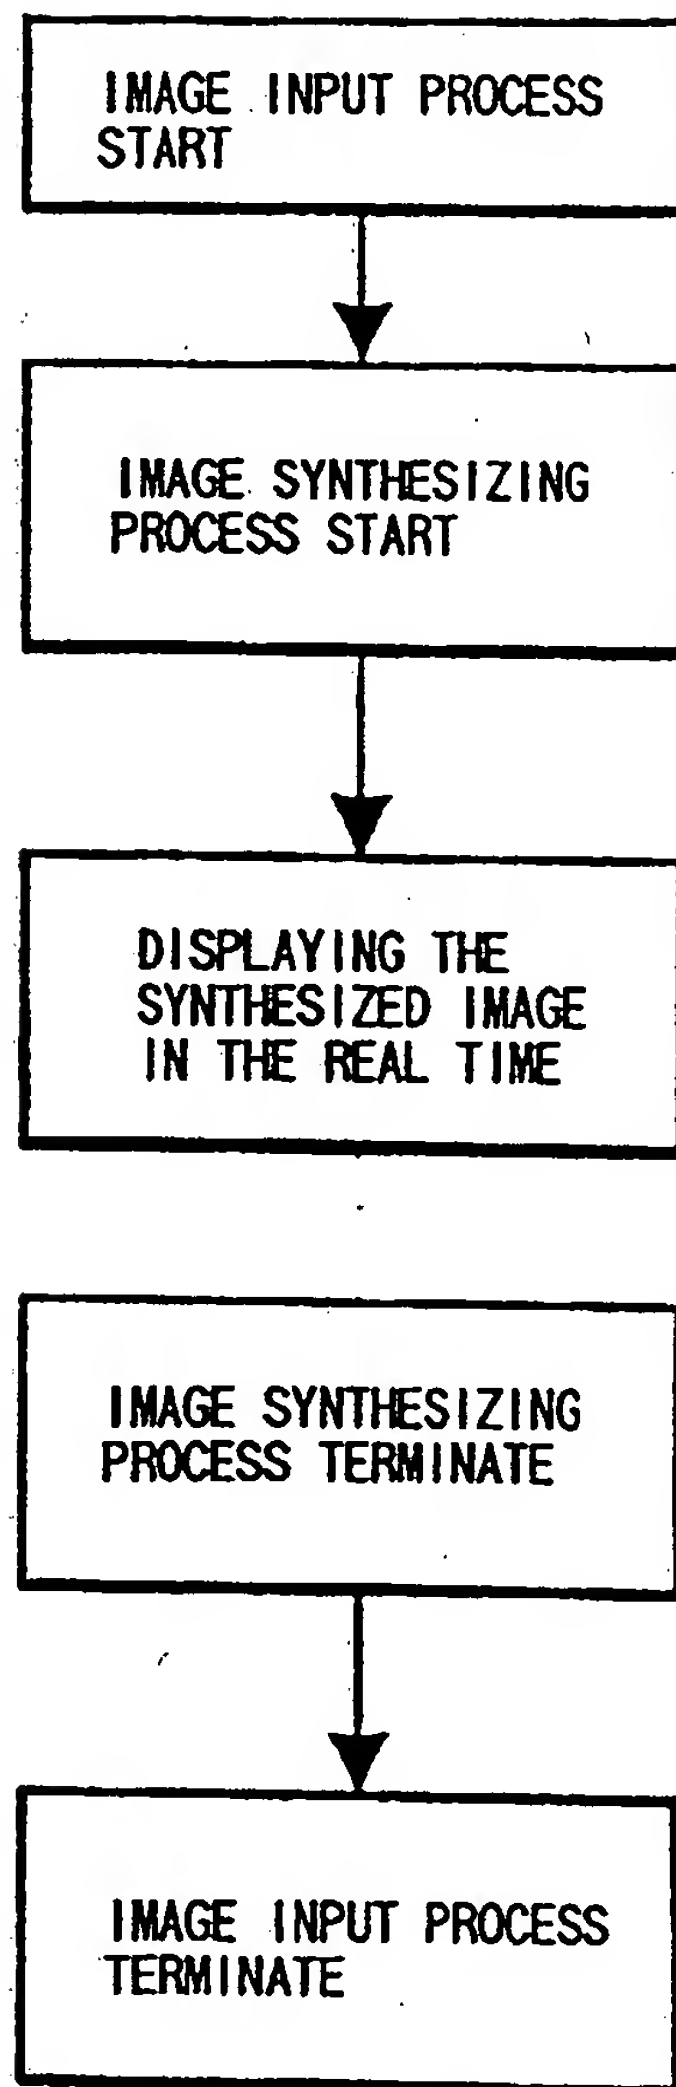 IMAGE INPUT PROCESS
START
IMAGE SYNTHESIZING
PROCESS START
DISPLAYING THE
SYNTHESIZED IMAGE
IN THE REAL TIME
IMAGE SYNTHESIZING
PROCESS TERMINATE
IMAGE INPUT PROCESS
TERMINATE